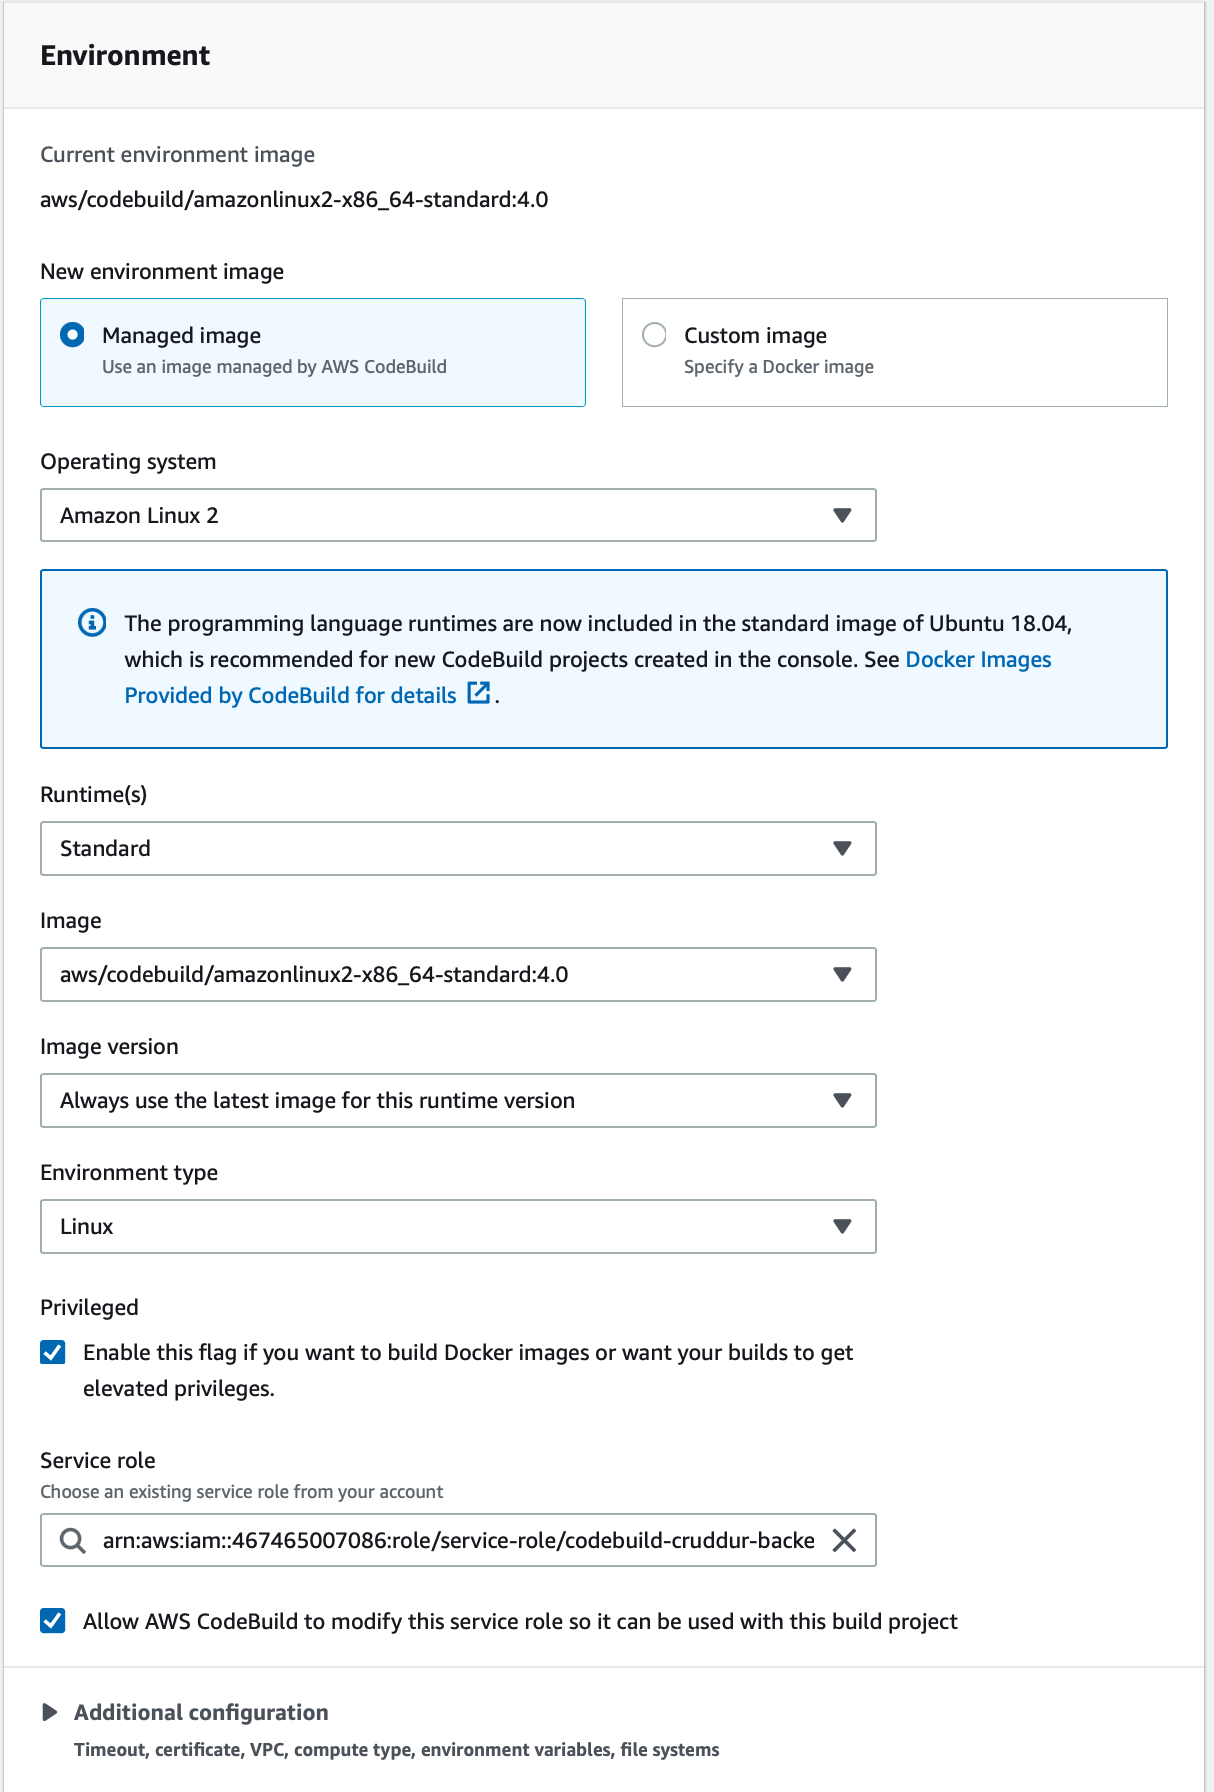 Environment
Current environment image
aws/codebuild/amazonlinux2-x86_64-standard:4.0
New environment image
Managed image
Use an image managed by AWS CodeBuild
Custom image
Specify a Docker image
Operating system
Amazon Linux 2
The programming language runtimes are now included in the standard image of Ubuntu 18.04,
which is recommended for new CodeBuild projects created in the console. See Docker Images
Provided by CodeBuild for details .
Runtime(s)
Standard
Image
aws/codebuild/amazonlinux2-x86_64-standard:4.0
Image version
Always use the latest image for this runtime version
Environment type
Linux
Privileged
Enable this flag if you want to build Docker images or want your builds to get
elevated privileges.
Service role
Choose an existing service role from your account
arn:aws:iam::467465007086:role/service-role/codebuild-cruddur-backe
Allow AWS CodeBuild to modify this service role so it can be used with this build project
Additional configuration
Timeout, certificate, VPC, compute type, environment variables, file systems